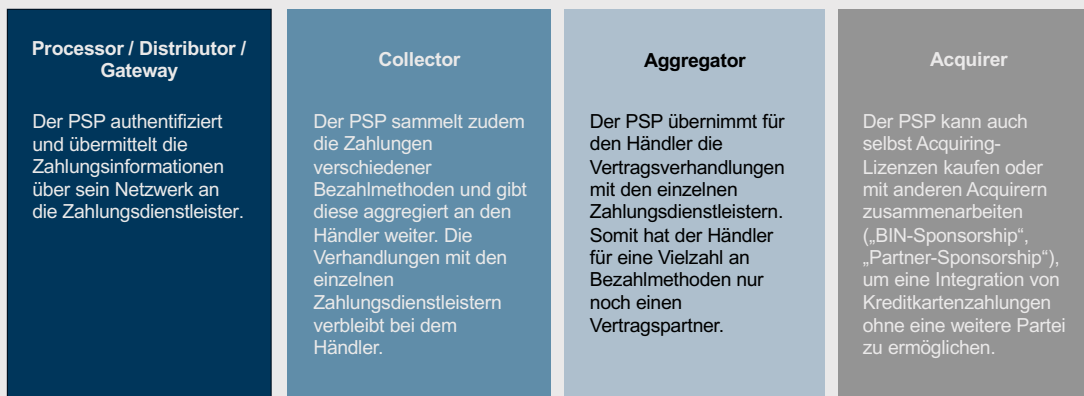 Processor / Distributor /
Gateway
Der PSP authentifiziert
und übermittelt die
Zahlungsinformationen
über sein Netzwerk an
die Zahlungsdienstleister.
Collector
Der PSP sammelt zudem
die Zahlungen
verschiedener
Bezahlmethoden und gibt
diese aggregiert an den
Händler weiter. Die
Verhandlungen mit den
einzelnen
Zahlungsdienstleistern
verbleibt bei dem
Händler.
Aggregator
Der PSP übernimmt für
den Händler die
Vertragsverhandlungen
mit den einzelnen
Zahlungsdienstleistern.
Somit hat der Händler
für eine Vielzahl an
Bezahlmethoden nur
noch einen
Vertragspartner.
Acquirer
Der PSP kann auch
selbst Acquiring-
Lizenzen kaufen oder
mit anderen Acquirern
zusammenarbeiten
(„BIN-Sponsorship“,
„Partner-Sponsorship“),
um eine Integration von
Kreditkartenzahlungen
ohne eine weitere Partei
zu ermöglichen.